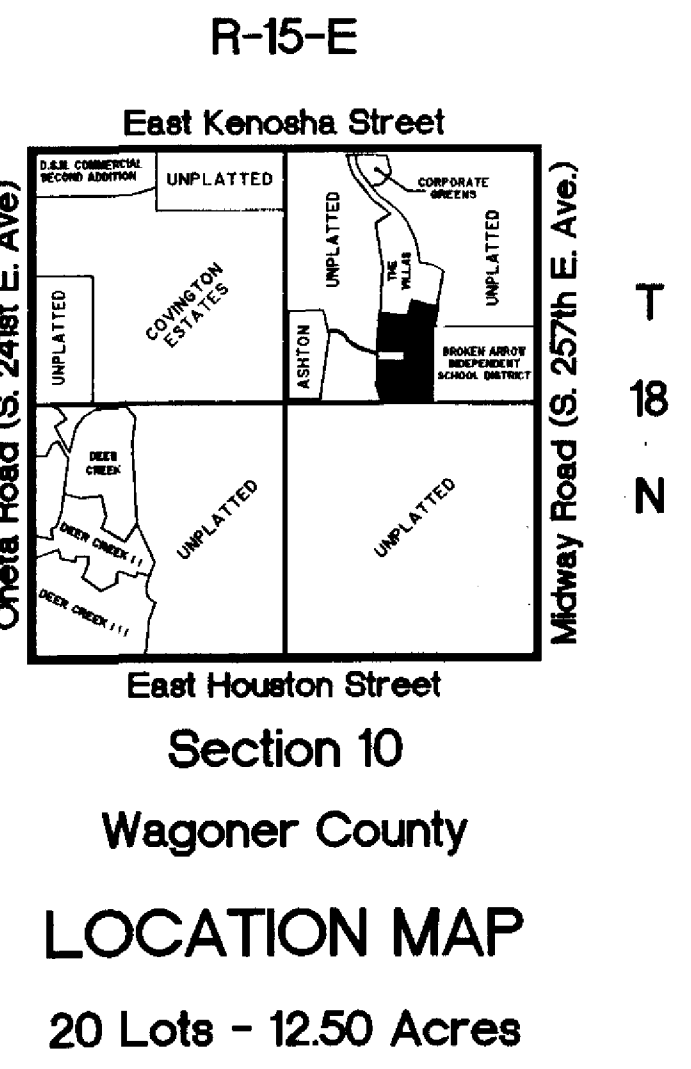 R-15-E
East Kenosha Street
D.S.M. COMMERCIAL
SECOND ADDITION
UNPLATTED
CORPORATE
GREENS
UNPLATTED
UNPLATTED
THE
VILLAS
COVINGTON
ESTATES
UNPLATTED
ASHTON
BROKEN ARROW
INDEPENDENT
SCHOOL DISTRICT
Oneta Road (S. 241st E. Ave)
Midway Road (S. 257th E. Ave.)
T
18
N
DEER
CREEK
DEER CREEK II
DEER CREEK III
UNPLATTED
UNPLATTED
East Houston Street
Section 10
Wagoner County
LOCATION MAP
20 Lots - 12.50 Acres